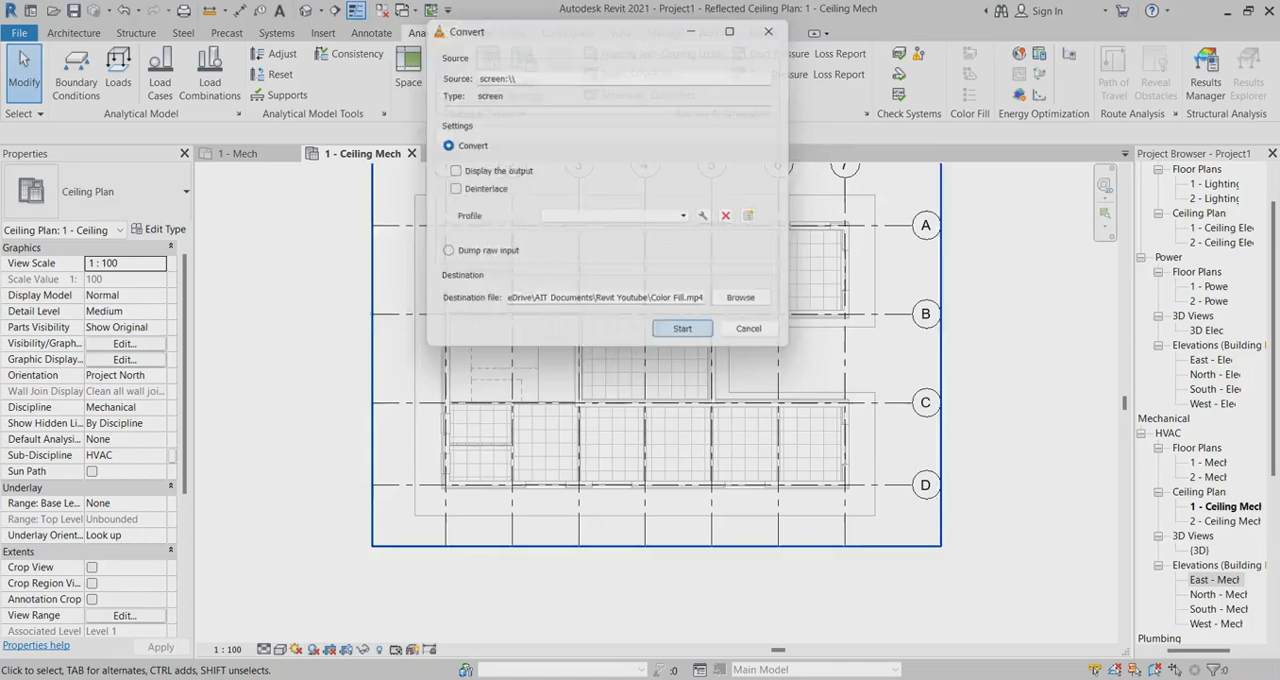 Autodesk Revit 2021 - Project1 - Reflected Ceiling Plan: 1 - Ceiling Mech
Sign In
File
Architecture
Structure
Steel
Precast
Systems
Insert
Annotate
Modify
Boundary
Conditions
Loads
Load
Cases
Load
Combinations
Adjust
Reset
Supports
Consistency
Space
Loss Report
Pressure Loss Report
Path of
Travel
Reveal
Obstacles
Results
Manager
Results
Explorer
Select
Analytical Model
Analytical Model Tools
Check Systems
Color Fill
Energy Optimization
Route Analysis
Structural Analysis
Convert
Source
Source: screen:\\
Type: screen
Settings
Convert
Display the output
Deinterlace
Profile
Dump raw input
Destination
Destination file: eDrive\AIT Documents\Revit Youtube\Color Fill.mp4
Browse
Start
Cancel
Properties
Ceiling Plan
Ceiling Plan: 1 - Ceiling
Edit Type
Graphics
View Scale 1 : 100
Scale Value 1: 100
Display Model Normal
Detail Level Medium
Parts Visibility Show Original
Visibility/Graph... Edit...
Graphic Display... Edit...
Orientation Project North
Wall Join Display Clean all wall joi...
Discipline Mechanical
Show Hidden Li... By Discipline
Default Analysi... None
Sub-Discipline HVAC
Sun Path
Underlay
Range: Base Le... None
Range: Top Level Unbounded
Underlay Orient... Look up
Extents
Crop View
Crop Region Vi...
Annotation Crop
View Range Edit...
Associated Level Level 1
Properties help
Apply
1 - Mech
1 - Ceiling Mech
3
4
5
6
7
A
B
C
D
Project Browser - Project1
Floor Plans
1 - Lighting
2 - Lighting
Ceiling Plan
1 - Ceiling Elec
2 - Ceiling Elec
Power
Floor Plans
1 - Powe
2 - Powe
3D Views
3D Elec
Elevations (Building
East - Ele
North - Ele
South - Ele
West - Elec
Mechanical
HVAC
Floor Plans
1 - Mech
2 - Mech
Ceiling Plan
1 - Ceiling Mech
2 - Ceiling Mech
3D Views
{3D}
Elevations (Building
East - Mech
North - Mech
South - Mech
West - Mech
Plumbing
1 : 100
Click to select, TAB for alternates, CTRL adds, SHIFT unselects.
:0
Main Model
:0